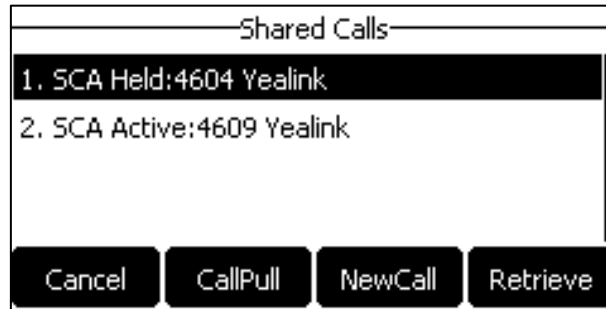 Shared Calls
1. SCA Held:4604 Yealink
2. SCA Active:4609 Yealink
Cancel CallPull NewCall Retrieve